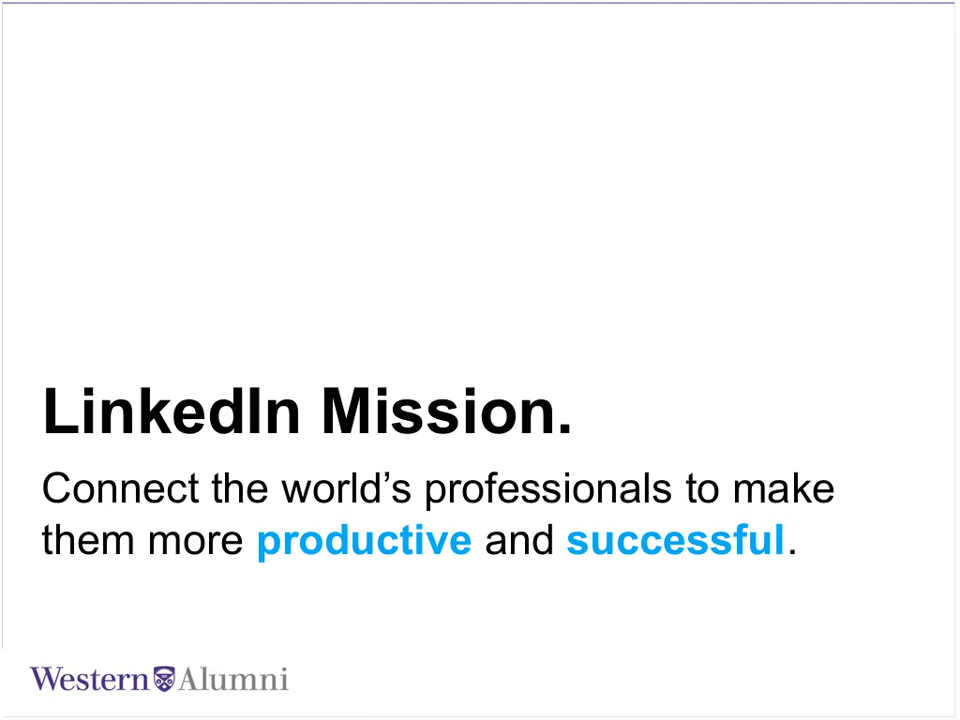 LinkedIn Mission.
Connect the world’s professionals to make
them more productive and successful.
Western Alumni